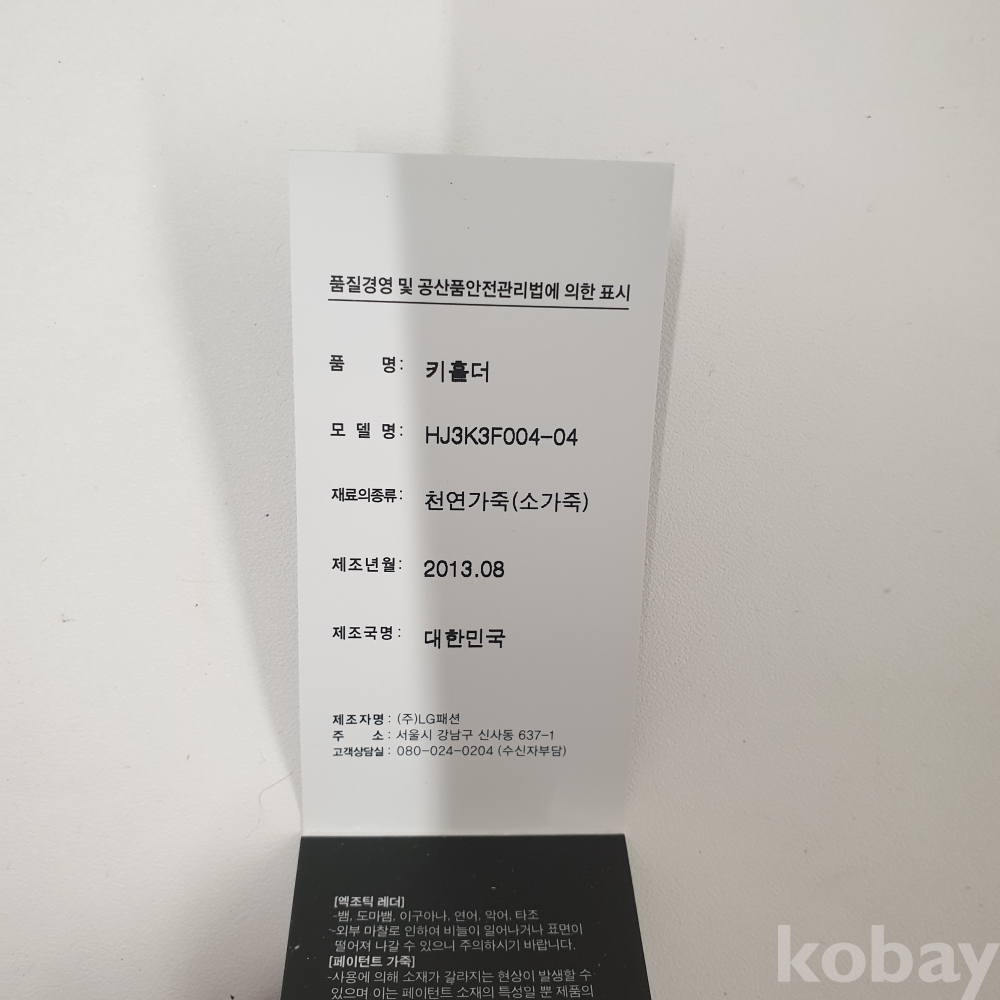 품질경영 및 공산품안전관리법에 의한 표시
품 명: 키홀더
모 델 명: HJ3K3F004-04
재료의종류: 천연가죽(소가죽)
제조년월: 2013.08
제조국명: 대한민국
제조자명: (주)LG패션
주 소: 서울시 강남구 신사동 637-1
고객상담실: 080-024-0204 (수신자부담)
[엑조틱 레더]
-뱀, 도마뱀, 이구아나, 연어, 악어, 타조
~외부 마찰로 인하여 비늘이 일어나거나 표면이
떨어져 나갈 수 있으니 주의하시기 바랍니다.
[페이턴트 가죽]
-사용에 의해 소재가 갈라지는 현상이 발생할 수
있으며 이는 페이턴트 소재의 특성일 뿐 제품의
kobay